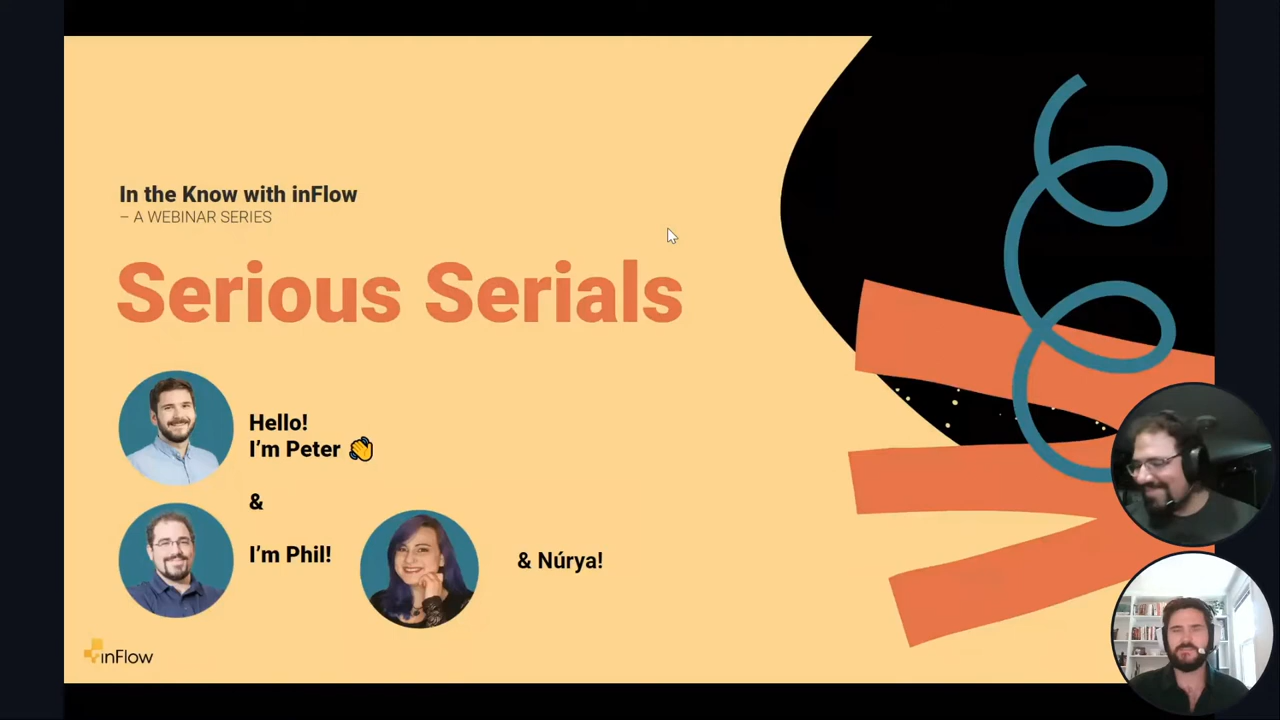 In the Know with inFlow
– A WEBINAR SERIES
Serious Serials
Hello!
I’m Peter 👋
&
I’m Phil!
& Núrya!
inFlow